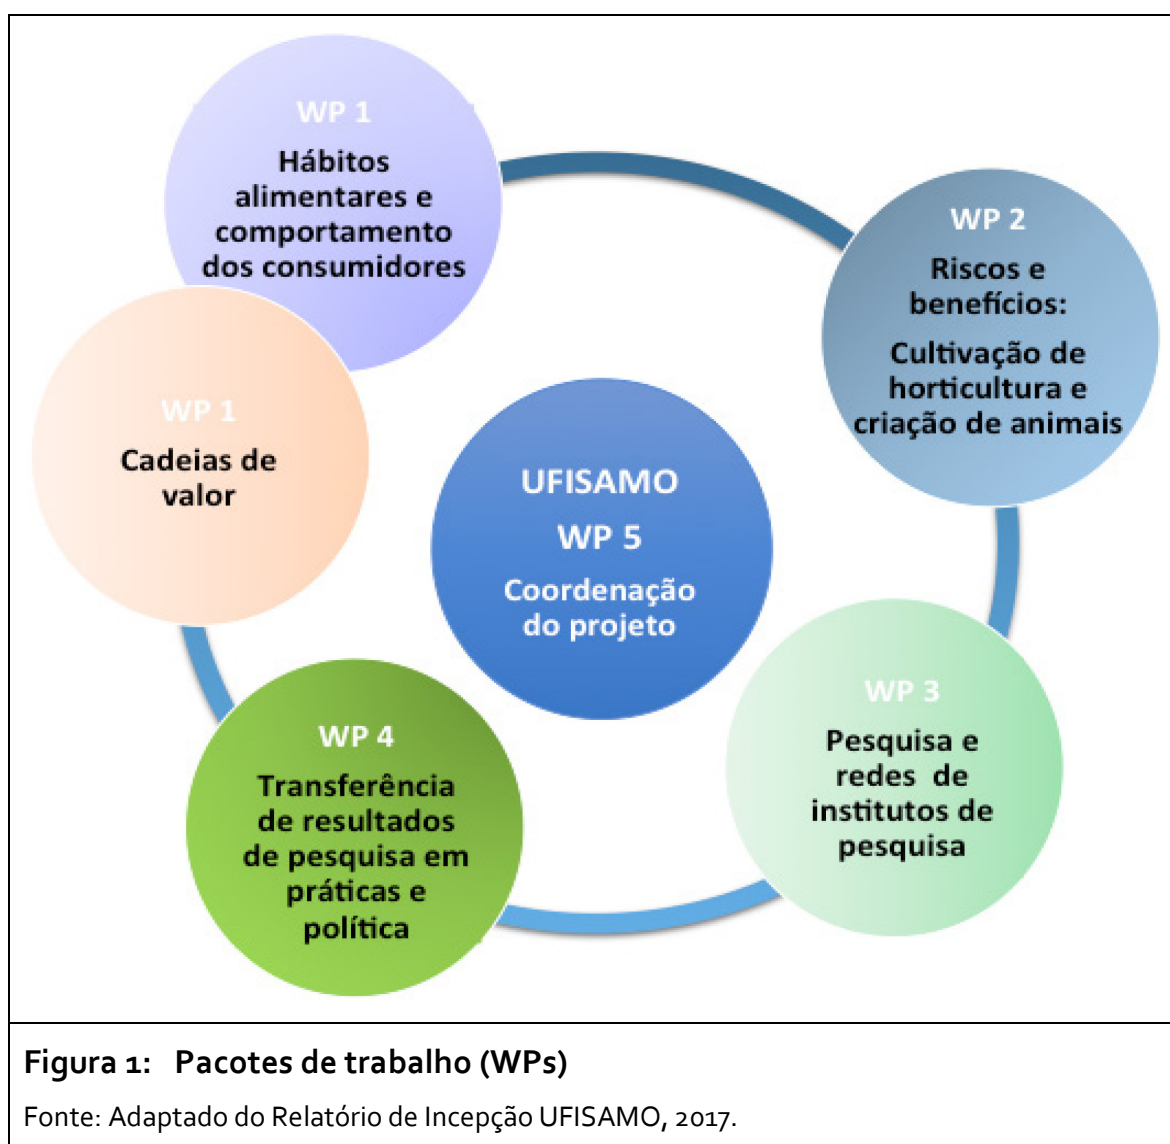 WP 1
Hábitos
alimentares e
comportamento
dos consumidores
WP 1
Cadeias de
valor
WP 2
Riscos e
benefícios:
Cultivação de
horticultura e
criação de animais
UFISAMO
WP 5
Coordenação
do projeto
WP 3
Pesquisa e
redes de
institutos de
pesquisa
WP 4
Transferência
de resultados
de pesquisa em
práticas e
política
Figura 1: Pacotes de trabalho (WPs)
Fonte: Adaptado do Relatório de Incepção UFISAMO, 2017.